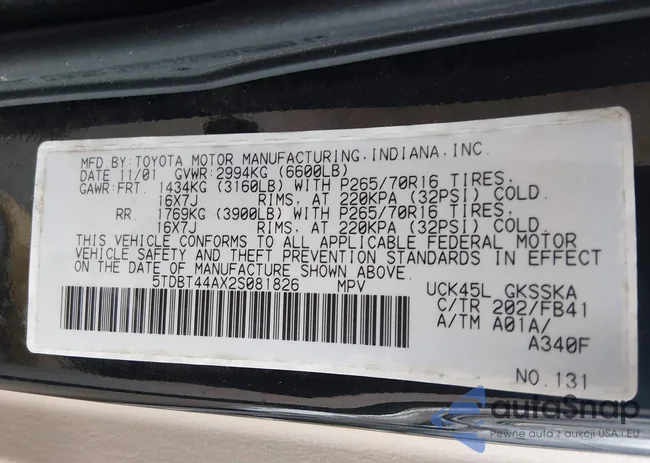 MFD.BY:TOYOTA MOTOR MANUFACTURING,INDIANA,INC.
DATE 11/01 GVWR:2994KG (6600LB)
GAWR:FRT. 1434KG (3160LB) WITH P265/70R16 TIRES,
16X7J RIMS, AT 220KPA (32PSI) COLD.
RR. 1769KG (3900LB) WITH P265/70R16 TIRES,
16X7J RIMS, AT 220KPA (32PSI) COLD.
THIS VEHICLE CONFORMS TO ALL APPLICABLE FEDERAL MOTOR
VEHICLE SAFETY AND THEFT PREVENTION STANDARDS IN EFFECT
ON THE DATE OF MANUFACTURE SHOWN ABOVE.
5TDBT44AX2S081826 MPV UCK45L GKSSKA
C/TR 202/FB41
A/TM A01A/
A340F
NO.131
autoSnap
Pewne auta z aukcji USA i EU